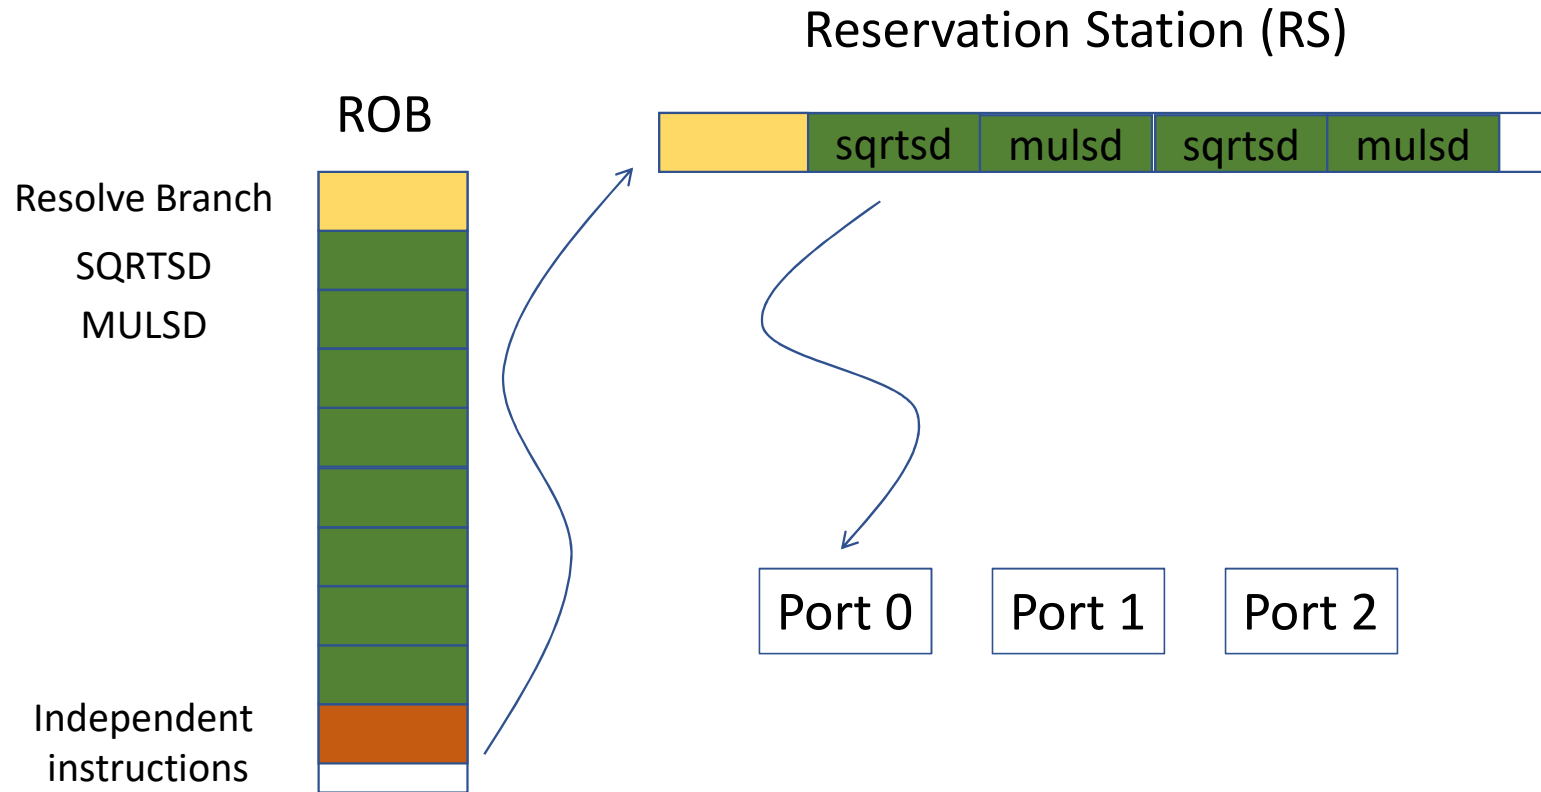 Reservation Station (RS)
ROB
sqrtsd mulsd sqrtsd mulsd
Resolve Branch
SQRTSD
MULSD
Port 0 Port 1 Port 2
Independent
instructions